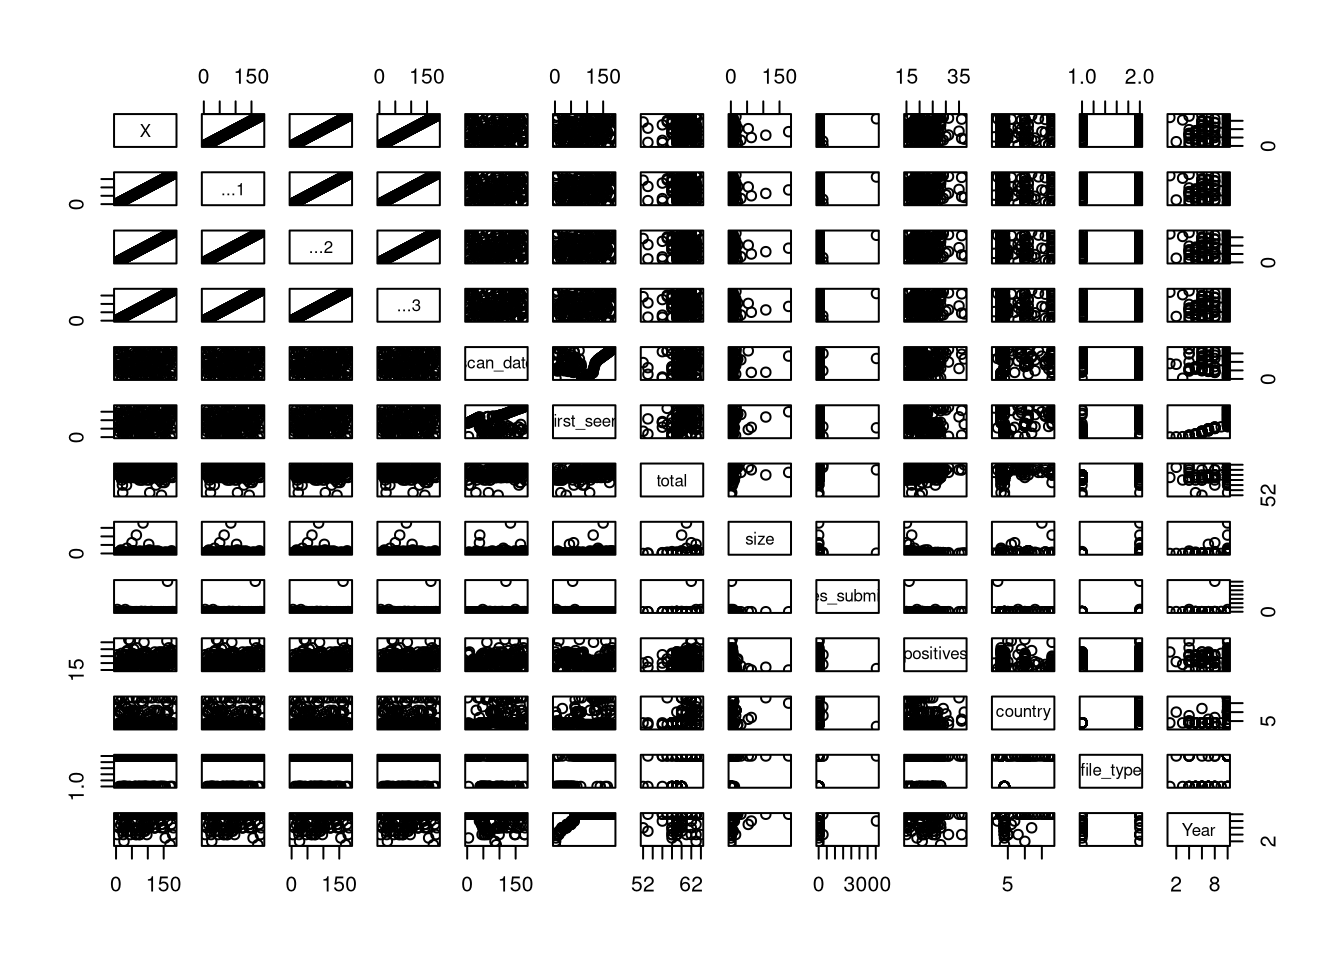 0 150 0 150 0 150 0 150 15 35 1.0 2.0
X 0
0 ...1
...2 0
0 ...3
can_date 0
0 irst_seen
total 52
0 size
es_submi 0
15 positives
country 5
1.0 file_type
Year 2
0 150 0 150 0 150 52 62 0 3000 5 2 8